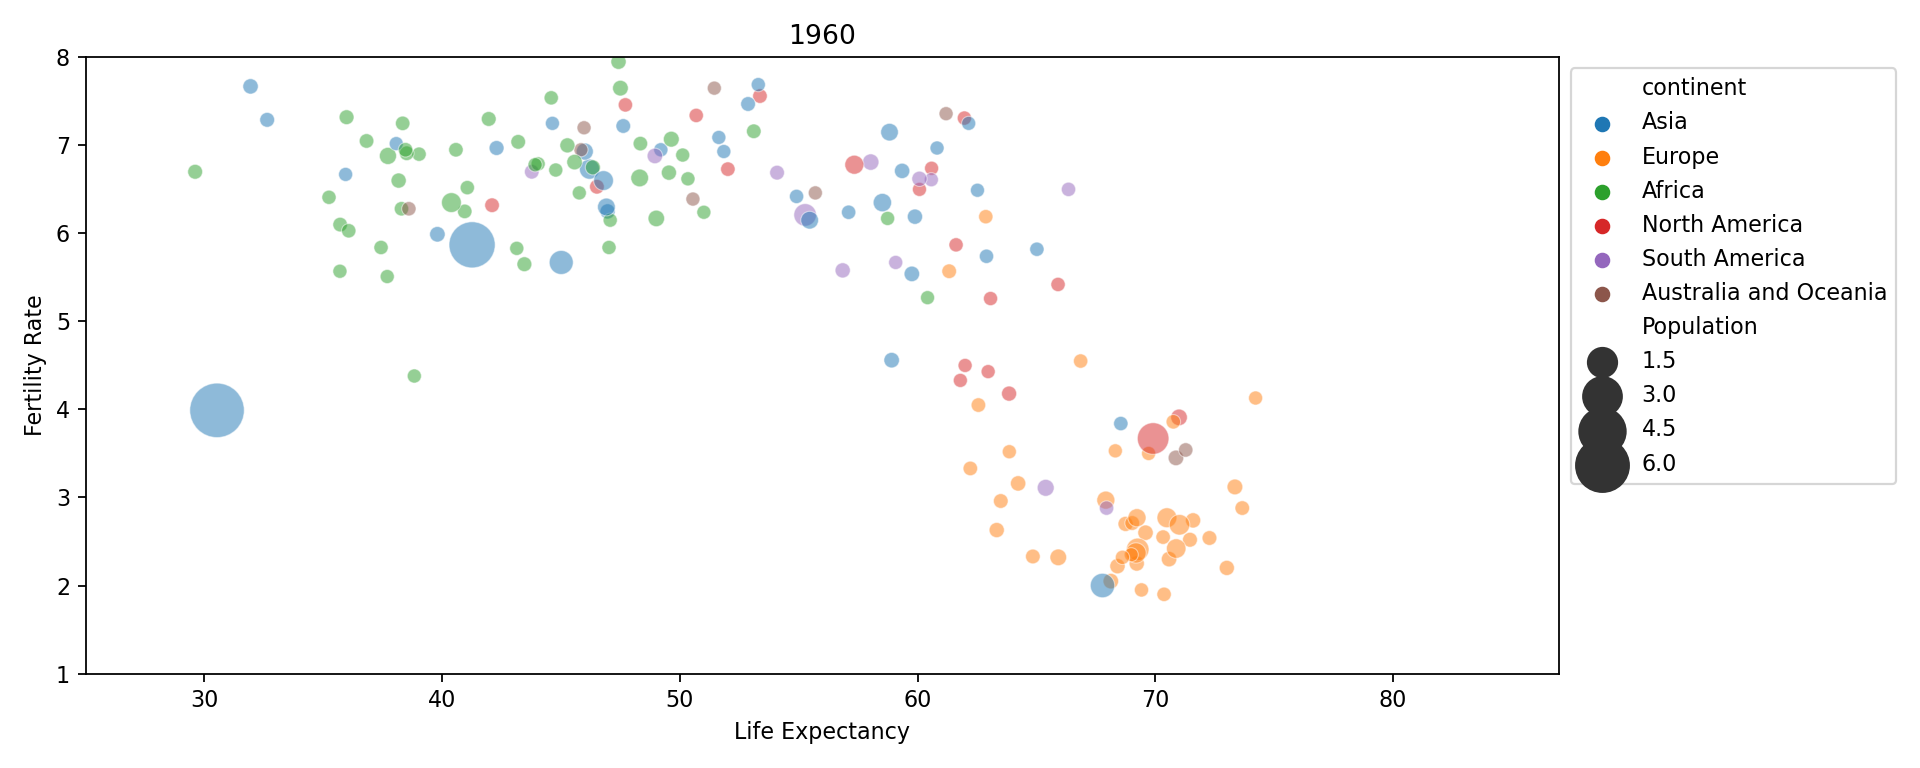 1960
8
7
6
5
4
3
2
1
Fertility Rate
30 40 50 60 70 80
Life Expectancy
continent
Asia
Europe
Africa
North America
South America
Australia and Oceania
Population
1.5
3.0
4.5
6.0